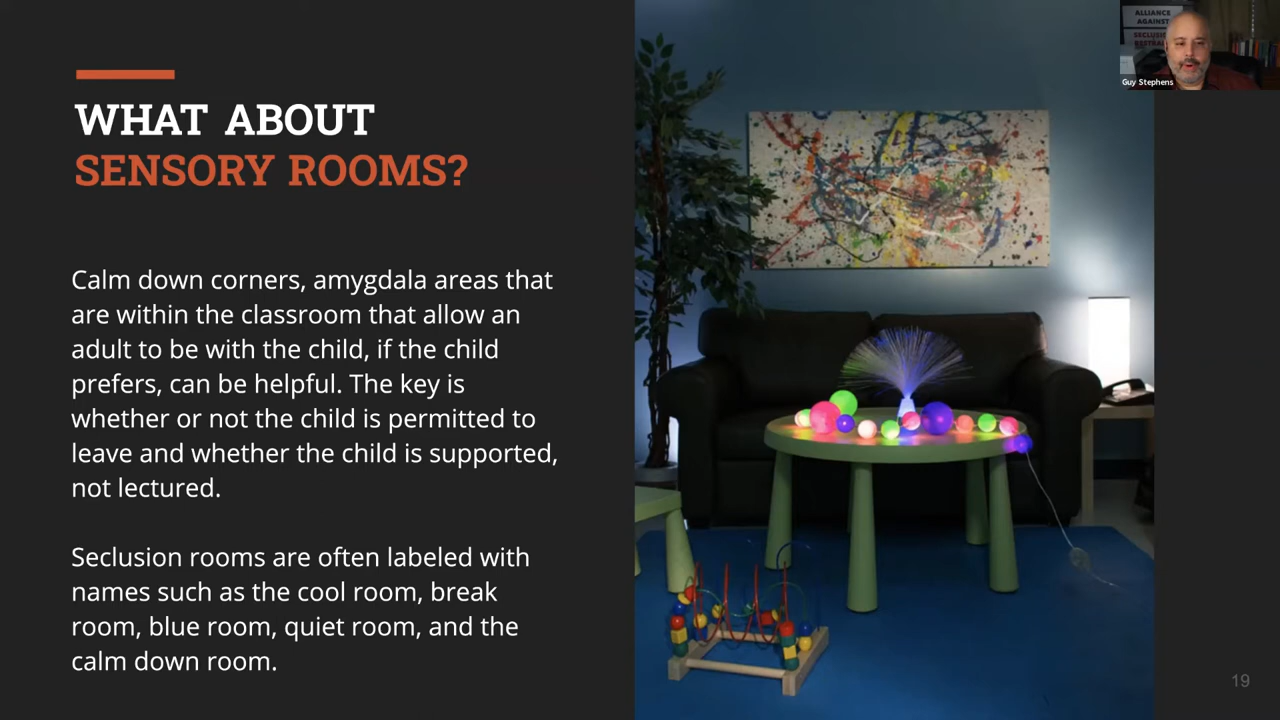 WHAT ABOUT
SENSORY ROOMS?
Calm down corners, amygdala areas that
are within the classroom that allow an
adult to be with the child, if the child
prefers, can be helpful. The key is
whether or not the child is permitted to
leave and whether the child is supported,
not lectured.
Seclusion rooms are often labeled with
names such as the cool room, break
room, blue room, quiet room, and the
calm down room.
ALLIANCE
AGAINST
Guy Stephens
19